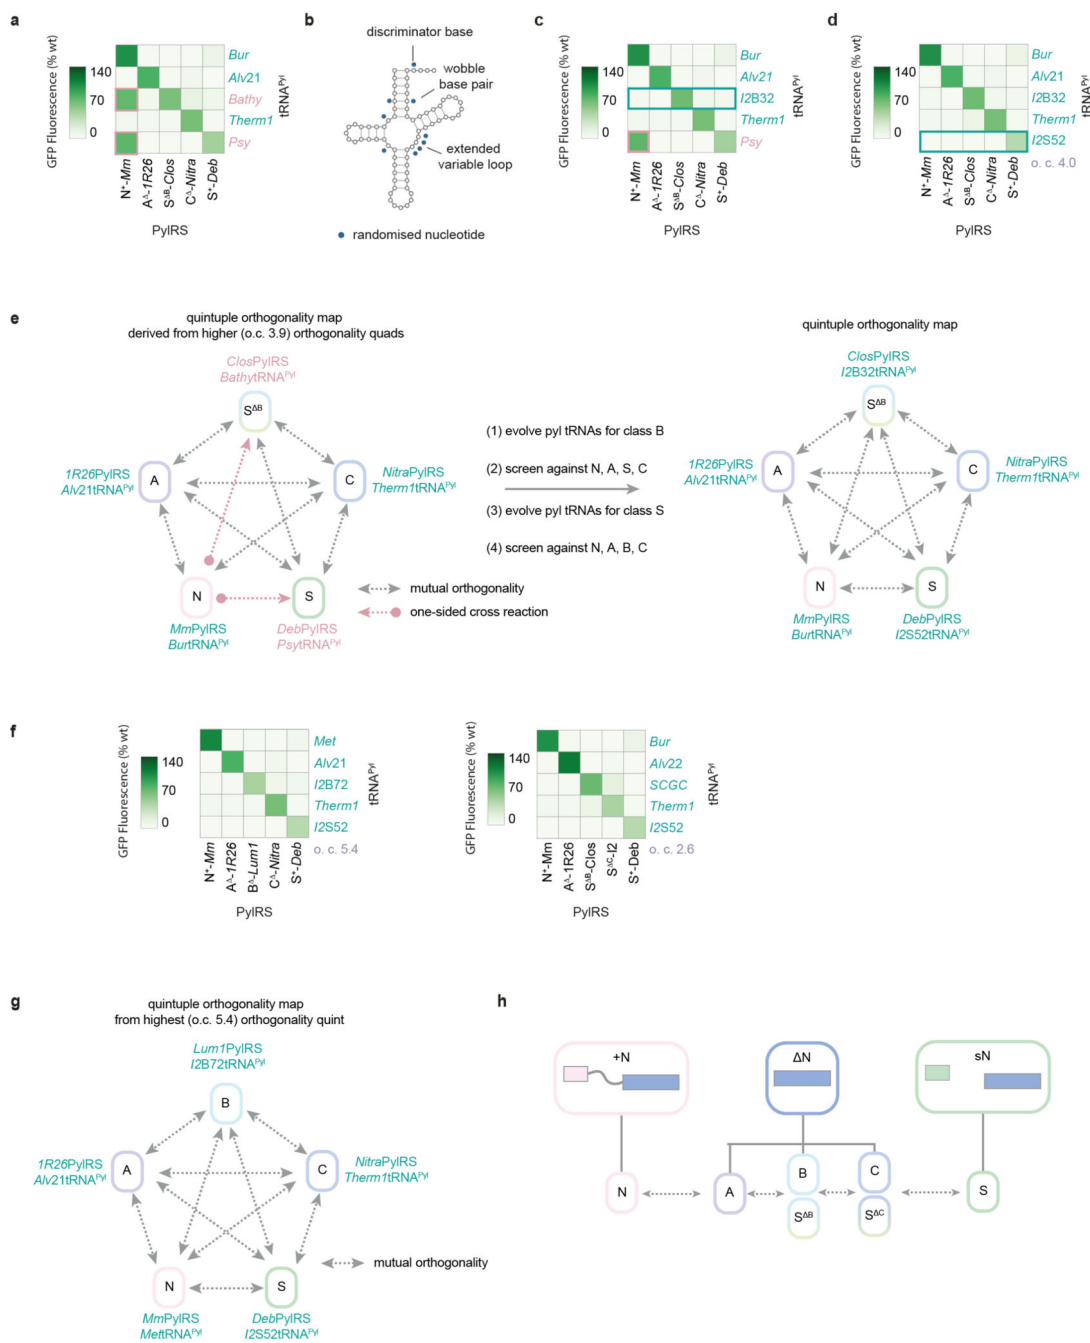 a
GFP Fluorescence (% wt)
140
70
0
Bur
Alv21
Bathy
Therm1
Psy
tRNAPyl
N+-Mm
AΔ-1R26
SΔB-Clos
CΔ-Nitra
S+-Deb
PylRS
b
discriminator base
wobble
base pair
extended
variable loop
randomised nucleotide
c
GFP Fluorescence (% wt)
140
70
0
Bur
Alv21
I2B32
Therm1
Psy
tRNAPyl
N+-Mm
AΔ-1R26
SΔB-Clos
CΔ-Nitra
S+-Deb
PylRS
d
GFP Fluorescence (% wt)
140
70
0
Bur
Alv21
I2B32
Therm1
I2S52
o. c. 4.0
tRNAPyl
N+-Mm
AΔ-1R26
SΔB-Clos
CΔ-Nitra
S+-Deb
PylRS
e
quintuple orthogonality map
derived from higher (o.c. 3.9) orthogonality quads
ClosPylRS
BathytRNAPyl
SΔB
1R26PylRS
Alv21tRNAPyl
A
C
NitraPylRS
Therm1tRNAPyl
N
S
MmPylRS
BurtRNAPyl
DebPylRS
PsytRNAPyl
(1) evolve pyl tRNAs for class B
(2) screen against N, A, S, C
(3) evolve pyl tRNAs for class S
(4) screen against N, A, B, C
mutual orthogonality
one-sided cross reaction
quintuple orthogonality map
ClosPylRS
I2B32tRNAPyl
SΔB
1R26PylRS
Alv21tRNAPyl
A
C
NitraPylRS
Therm1tRNAPyl
N
S
MmPylRS
BurtRNAPyl
DebPylRS
I2S52tRNAPyl
f
GFP Fluorescence (% wt)
140
70
0
Met
Alv21
I2B72
Therm1
I2S52
o. c. 5.4
tRNAPyl
N+-Mm
AΔ-1R26
BΔ-Lum1
CΔ-Nitra
S+-Deb
PylRS
GFP Fluorescence (% wt)
140
70
0
Bur
Alv22
SCGC
Therm1
I2S52
o. c. 2.6
tRNAPyl
N+-Mm
AΔ-1R26
SΔB-Clos
SΔC-I2
S+-Deb
PylRS
g
quintuple orthogonality map
from highest (o.c. 5.4) orthogonality quint
Lum1PylRS
I2B72tRNAPyl
B
1R26PylRS
Alv21tRNAPyl
A
C
NitraPylRS
Therm1tRNAPyl
mutual orthogonality
N
S
MmPylRS
MettRNAPyl
DebPylRS
I2S52tRNAPyl
h
+N
ΔN
sN
N
A
B
SΔB
C
SΔC
S